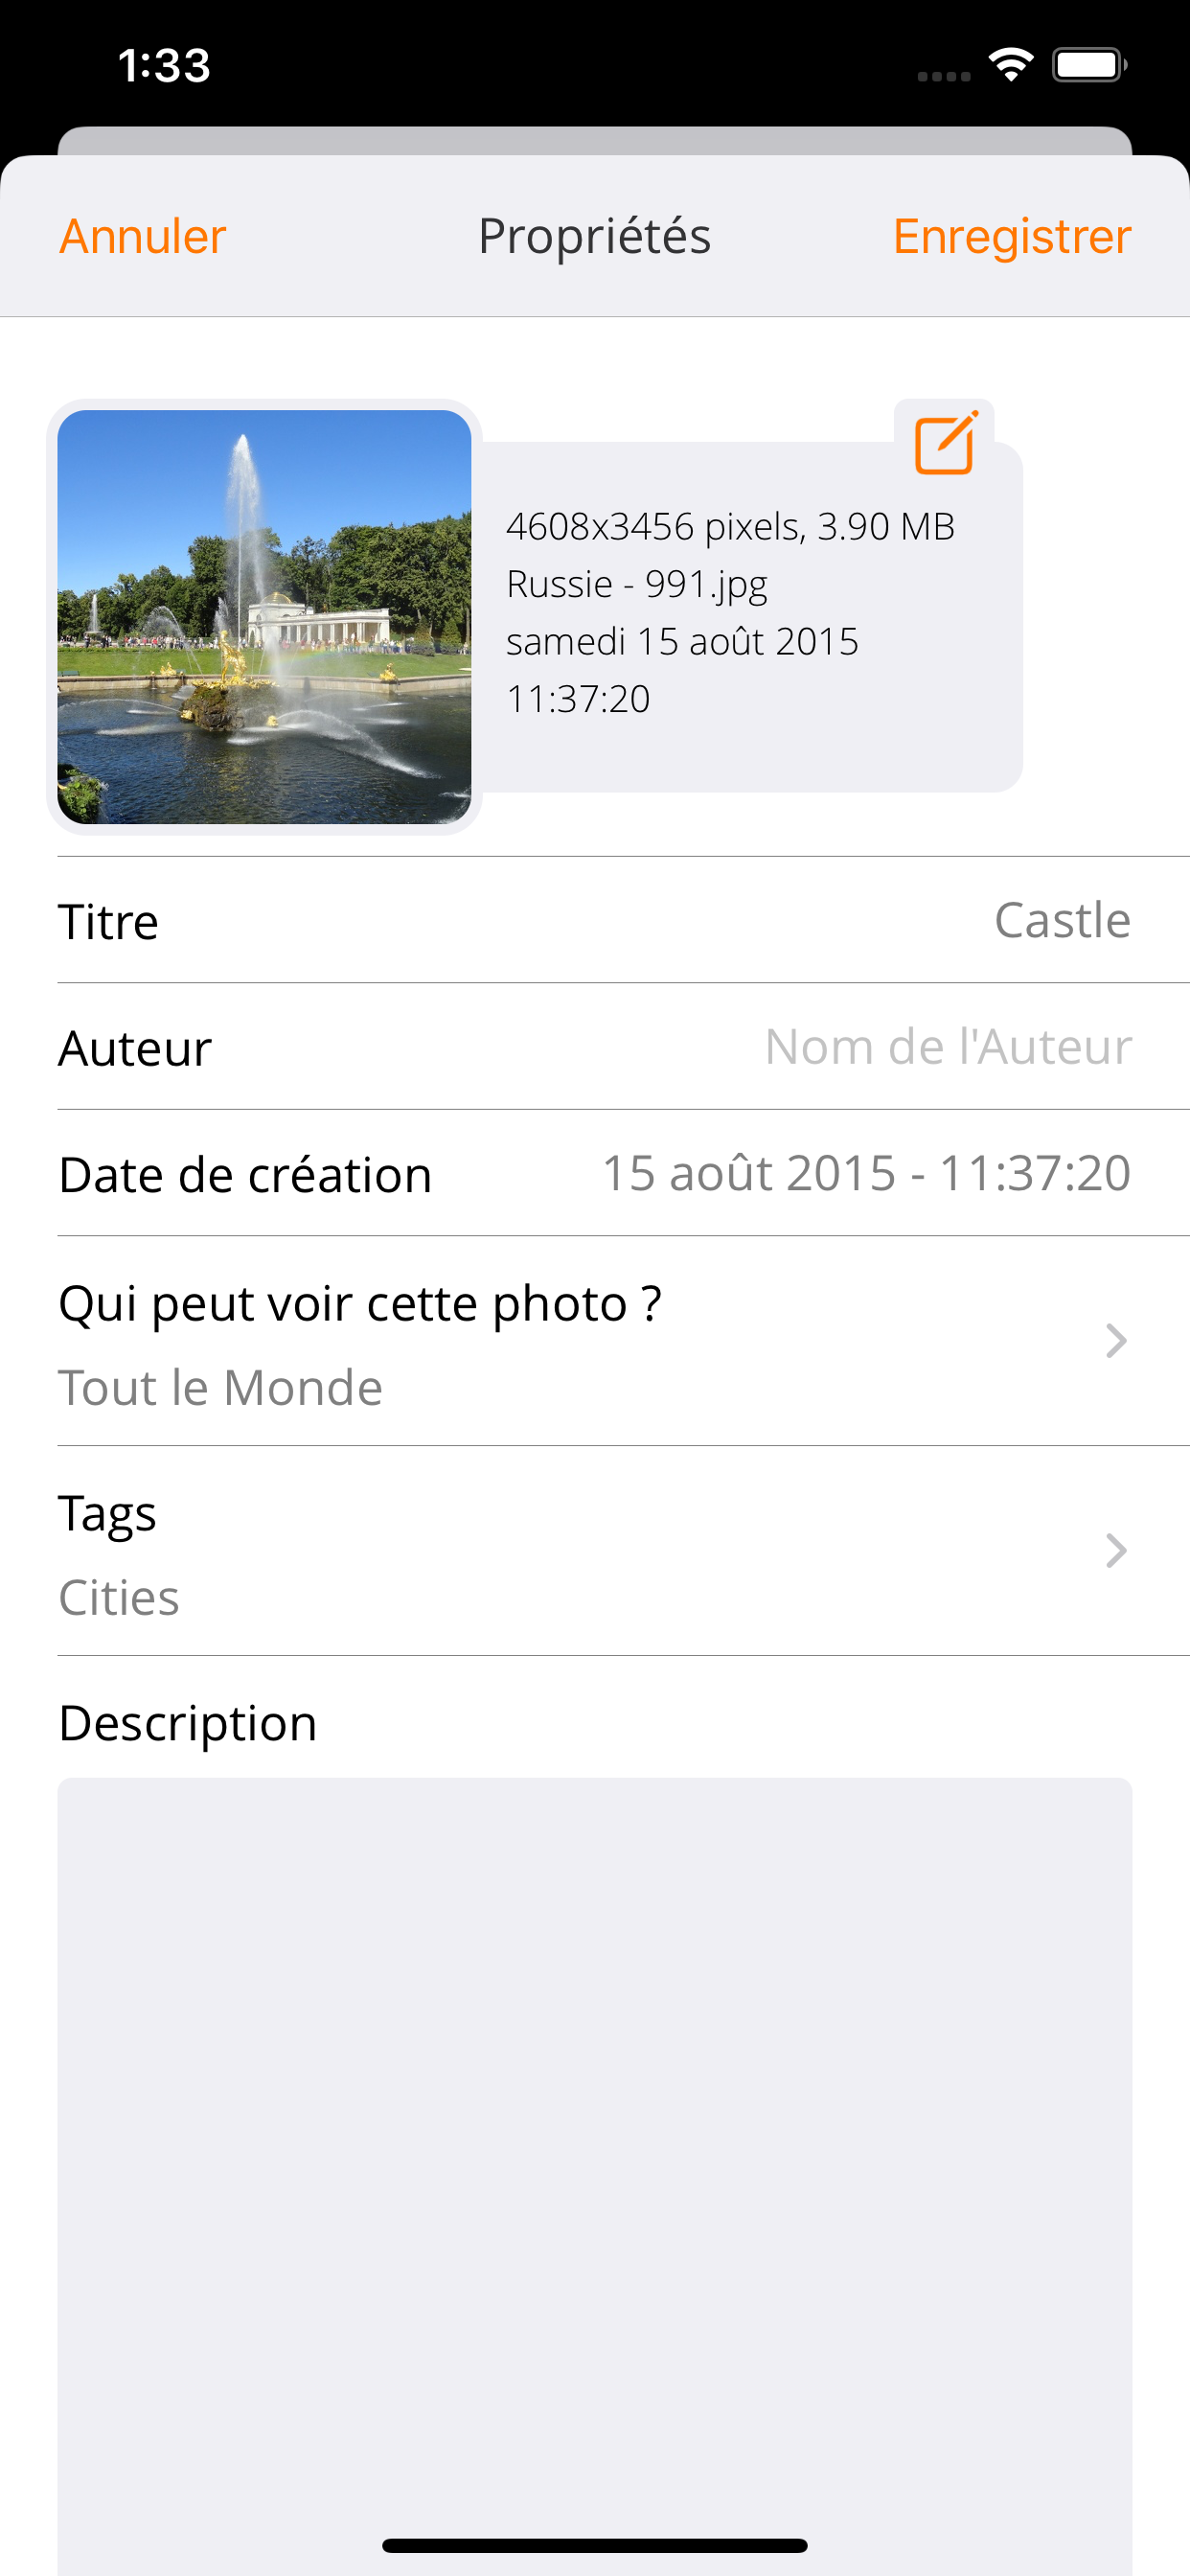 1:33
Annuler Propriétés Enregistrer
4608x3456 pixels, 3.90 MB
Russie - 991.jpg
samedi 15 août 2015
11:37:20
Titre Castle
Auteur Nom de l'Auteur
Date de création 15 août 2015 - 11:37:20
Qui peut voir cette photo ?
Tout le Monde
Tags
Cities
Description